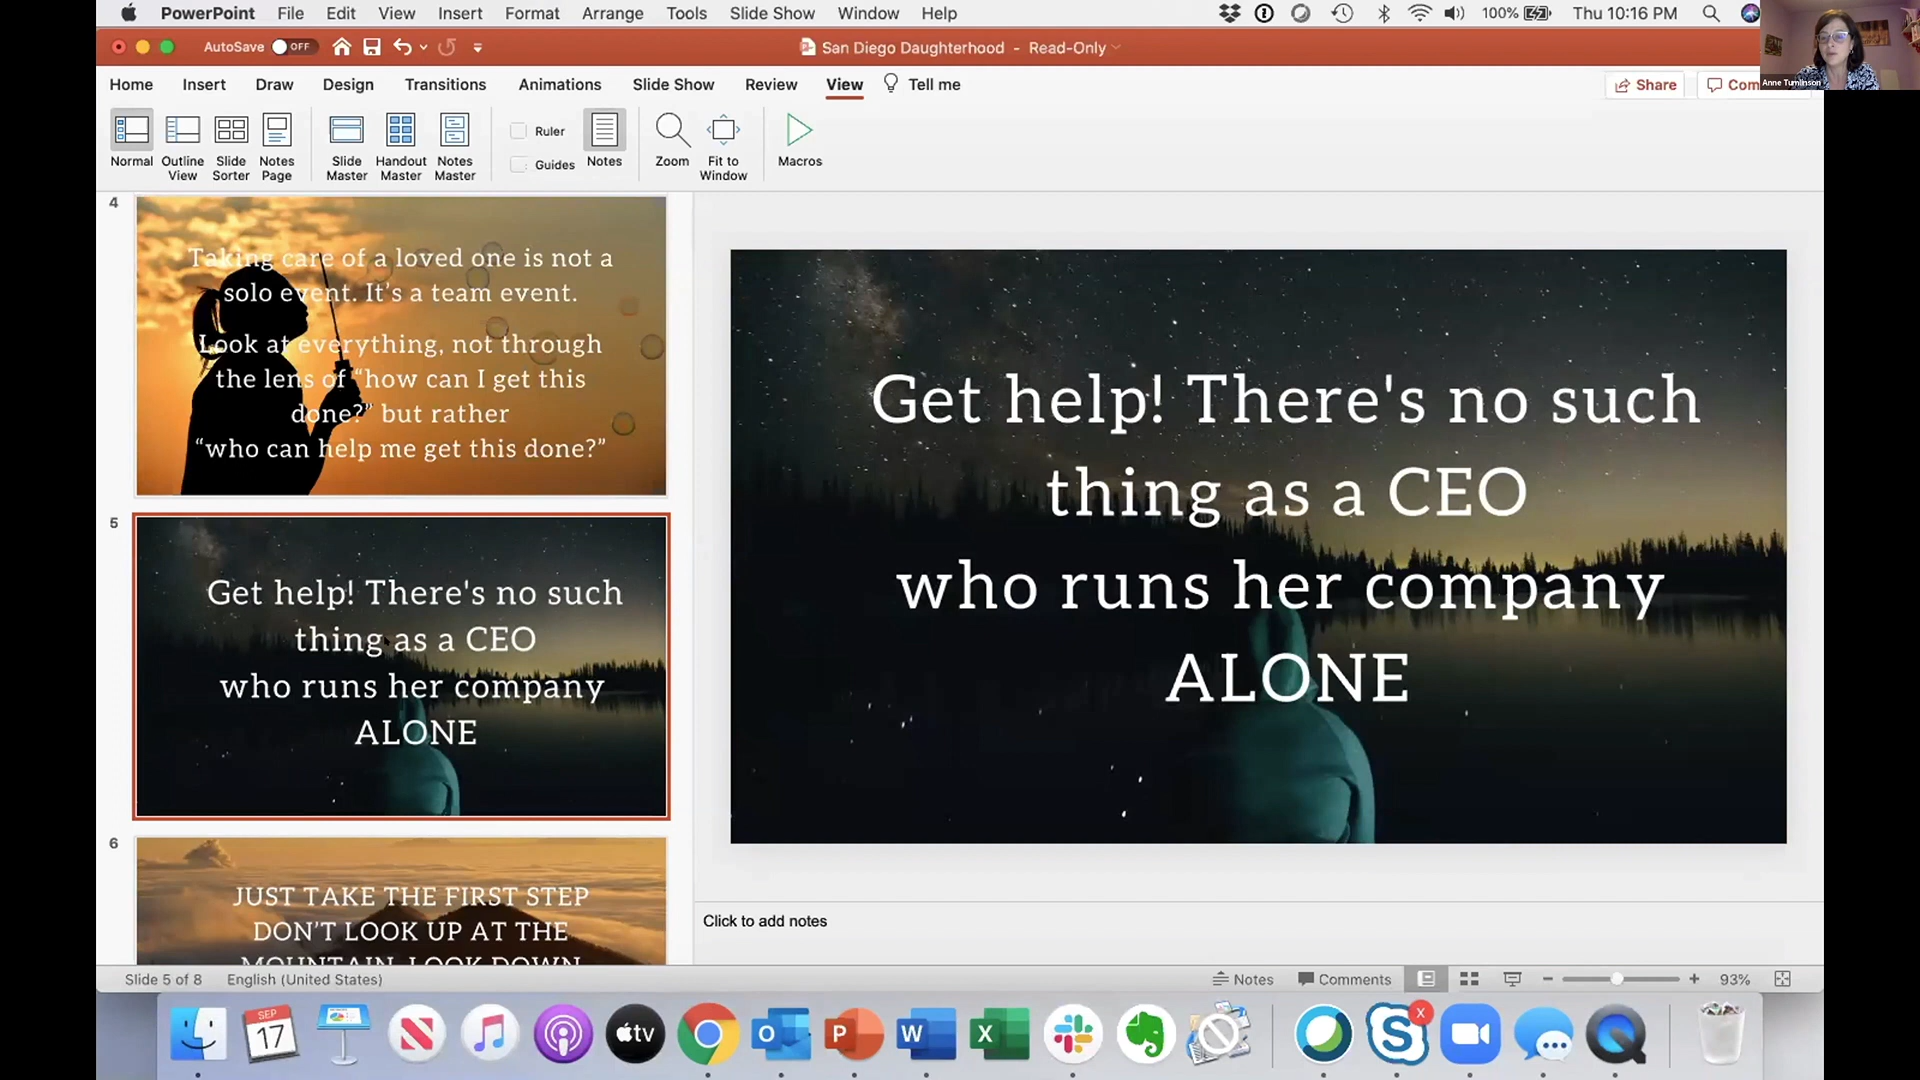 PowerPoint File Edit View Insert Format Arrange Tools Slide Show Window Help 100% Thu 10:16 PM
AutoSave OFF San Diego Daughterhood - Read-Only
Anne Tumlinson
Home Insert Draw Design Transitions Animations Slide Show Review View Tell me Share Com
Ruler
Normal Outline View Slide Sorter Notes Page Slide Master Handout Master Notes Master Guides Notes Zoom Fit to Window Macros
4
Taking care of a loved one is not a
solo event. It’s a team event.
Look at everything, not through
the lens of “how can I get this
done?” but rather
“who can help me get this done?”
5
Get help! There's no such
thing as a CEO
who runs her company
ALONE
6
JUST TAKE THE FIRST STEP
DON’T LOOK UP AT THE
MOUNTAIN, LOOK DOWN
Get help! There's no such
thing as a CEO
who runs her company
ALONE
Click to add notes
Slide 5 of 8 English (United States) Notes Comments 93%
SEP
17
tv
O
P
W
X
S
X